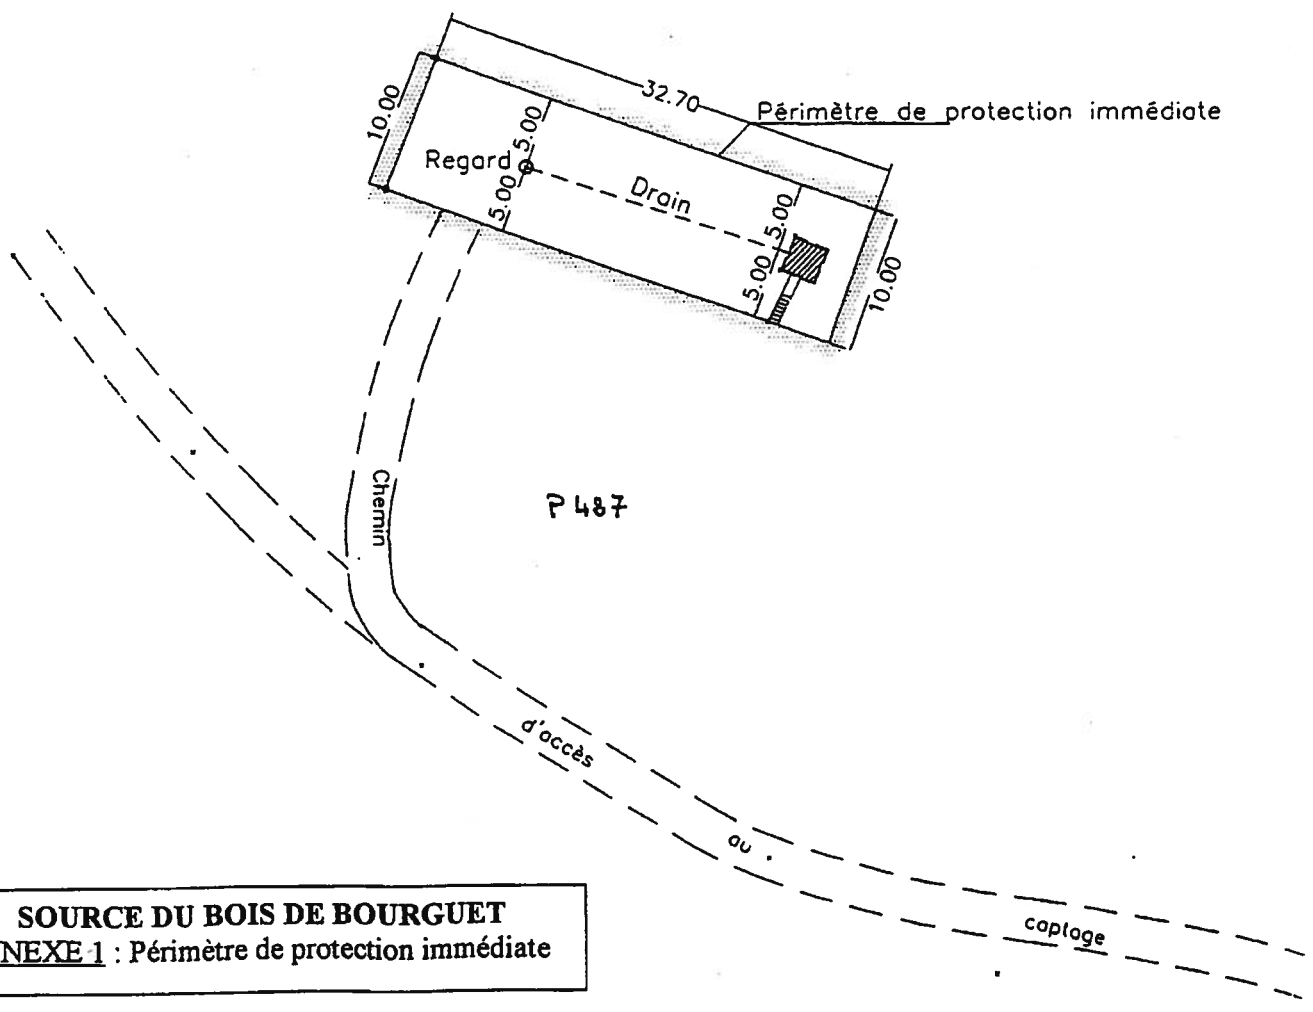 32.70
Périmètre de protection immédiate
10.00
5.00
Regard
5.00
Drain
5.00
5.00
10.00
Chemin
P 487
d'accès
au
captage
SOURCE DU BOIS DE BOURGUET
NEXE 1 : Périmètre de protection immédiate